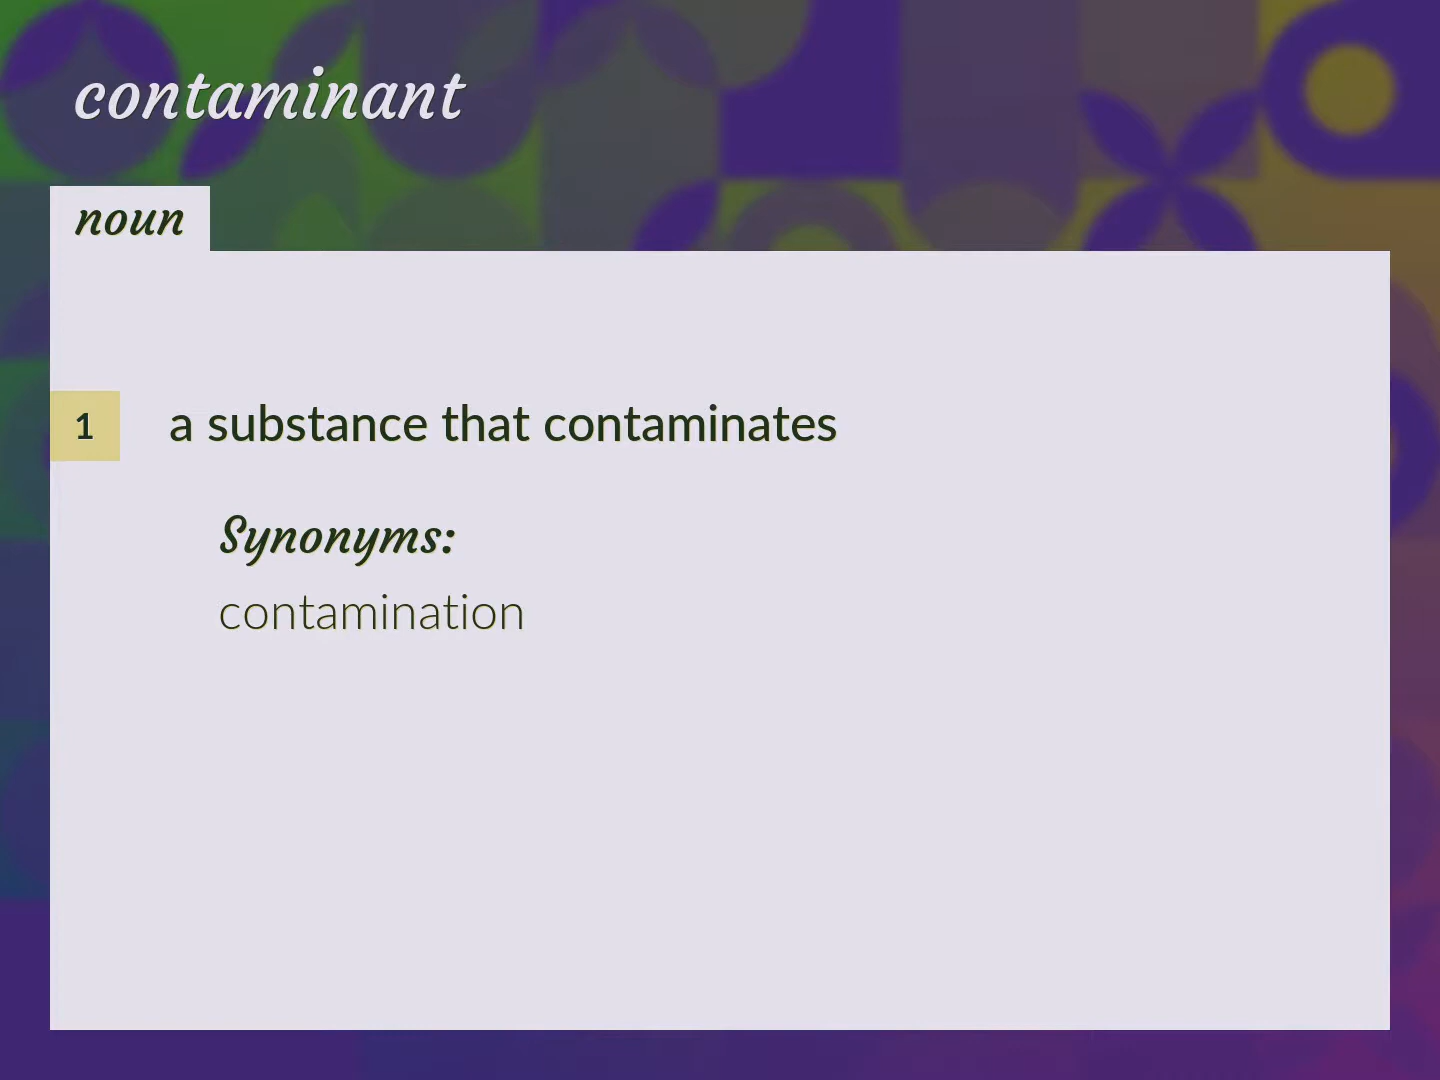 contaminant
noun
1 a substance that contaminates
Synonyms:
contamination